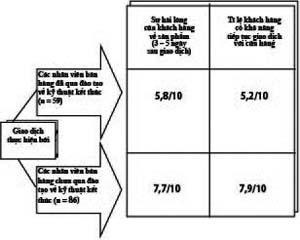 Sự hài lòng
của khách hàng
về sản phẩm
(3 – 5 ngày
sau giao dịch)
Tỉ lệ khách hàng
có khả năng
tiếp tục giao dịch
với cửa hàng
Các nhân viên bán
hàng đã qua đào tạo
về kỹ thuật kết thúc
(n = 59)
5,8/10
5,2/10
Giao dịch
thực hiện bởi
Các nhân viên bán
hàng chưa qua đào
tạo về kỹ thuật kết
thúc (n = 86)
7,7/10
7,9/10